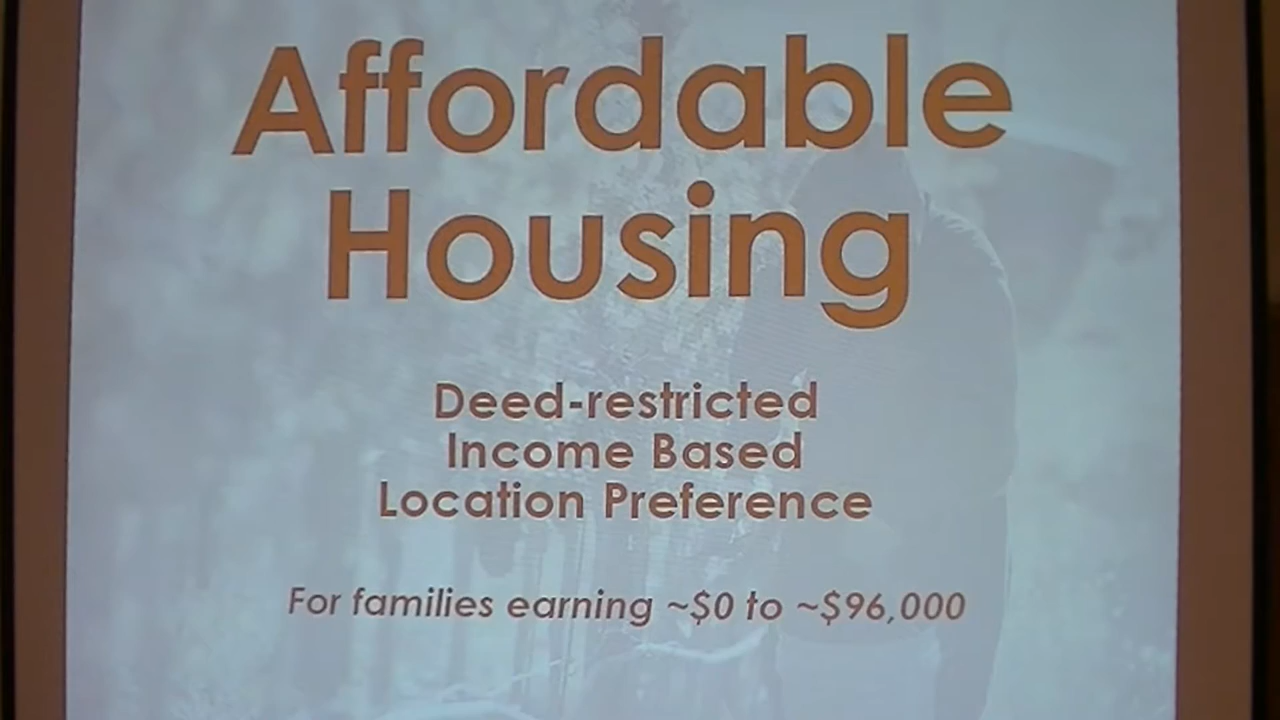 Affordable
Housing
Deed-restricted
Income Based
Location Preference
For families earning ~$0 to ~$96,000